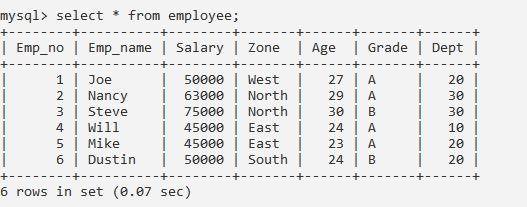 mysql> select * from employee;
+--------+----------+--------+-------+------+-------+------+
| Emp_no | Emp_name | Salary | Zone  | Age  | Grade | Dept |
+--------+----------+--------+-------+------+-------+------+
|      1 | Joe      |  50000 | West  |   27 | A     |   20 |
|      2 | Nancy    |  63000 | North |   29 | A     |   30 |
|      3 | Steve    |  75000 | North |   30 | B     |   30 |
|      4 | Will     |  45000 | East  |   24 | A     |   10 |
|      5 | Mike     |  45000 | East  |   23 | A     |   20 |
|      6 | Dustin   |  50000 | South |   24 | B     |   20 |
+--------+----------+--------+-------+------+-------+------+
6 rows in set (0.07 sec)